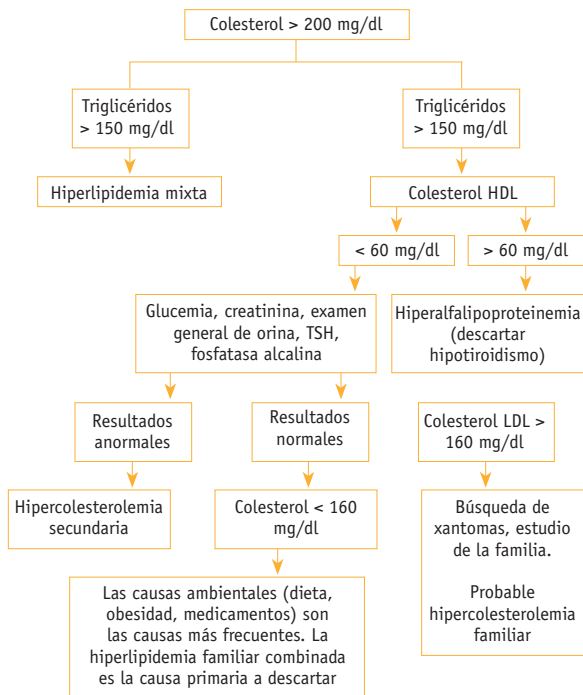 Colesterol > 200 mg/dl
Triglicéridos
> 150 mg/dl
Triglicéridos
> 150 mg/dl
Hiperlipidemia mixta
Colesterol HDL
< 60 mg/dl
> 60 mg/dl
Glucemia, creatinina, examen
general de orina, TSH,
fosfatasa alcalina
Hiperalfalipoproteinemia
(descartar
hipotiroidismo)
Resultados
anormales
Resultados
normales
Colesterol LDL >
160 mg/dl
Hipercolesterolemia
secundaria
Colesterol < 160
mg/dl
Búsqueda de
xantomas, estudio
de la familia.
Probable
hipercolesterolemia
familiar
Las causas ambientales (dieta,
obesidad, medicamentos) son
las causas más frecuentes. La
hiperlipidemia familiar combinada
es la causa primaria a descartar